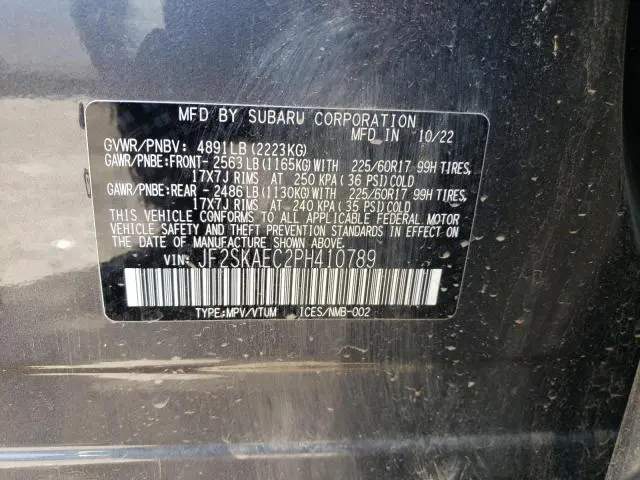 MFD BY SUBARU CORPORATION
MFD IN 10/22
GVWR/PNBV: 4891LB(2223KG)
GAWR/PNBE:FRONT- 2563LB(1165KG)WITH 225/60R17 99H TIRES,
17X7J RIMS AT 250 KPA (36 PSI)COLD
GAWR/PNBE:REAR - 2486LB(1130KG)WITH 225/60R17 99H TIRES,
17X7J RIMS AT 240 KPA (35 PSI)COLD
THIS VEHICLE CONFORMS TO ALL APPLICABLE FEDERAL MOTOR
VEHICLE SAFETY AND THEFT PREVENTION STANDARDS IN EFFECT ON THE DATE
OF MANUFACTURE SHOWN ABOVE.
VIN: JF2SKAEC2PH410789
TYPE:MPV/VTUM ICES/NMB-002